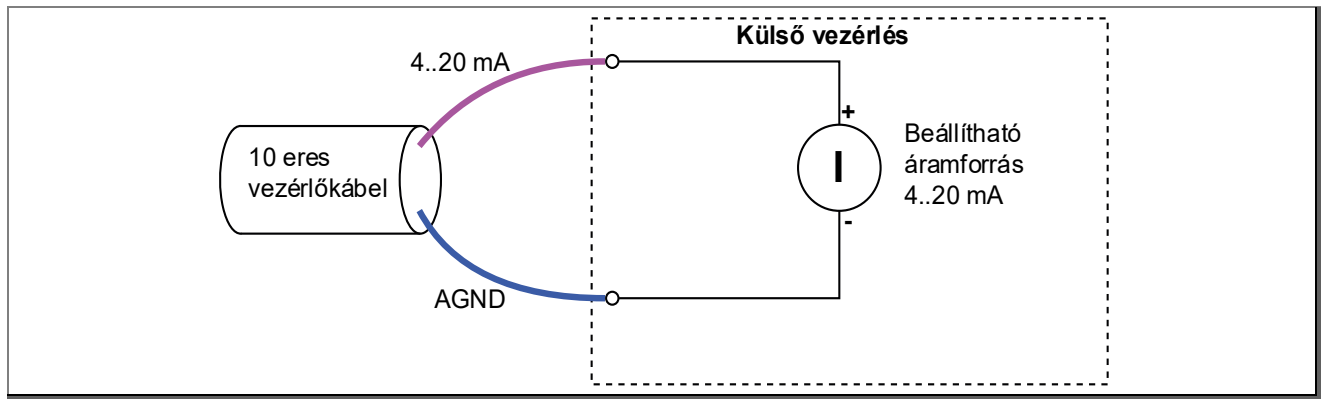 Külső vezérlés
4..20 mA
+
10 eres
vezérlőkábel
I
Beállítható
áramforrás
4..20 mA
-
AGND